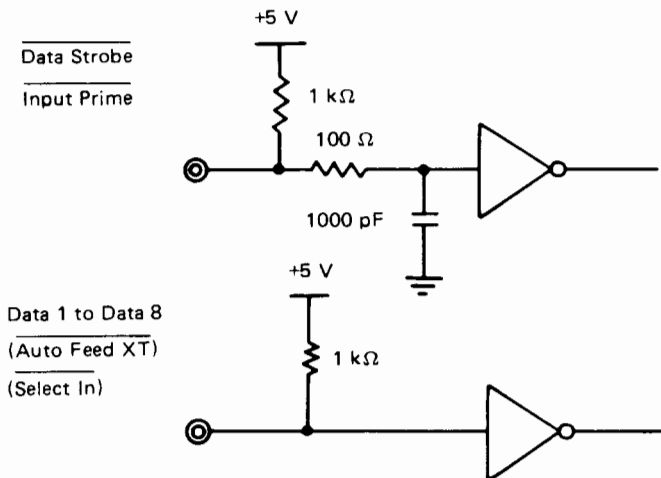 +5 V
Data Strobe
Input Prime
1 kΩ
100 Ω
1000 pF
+5 V
Data 1 to Data 8
(Auto Feed XT)
(Select In)
1 kΩ